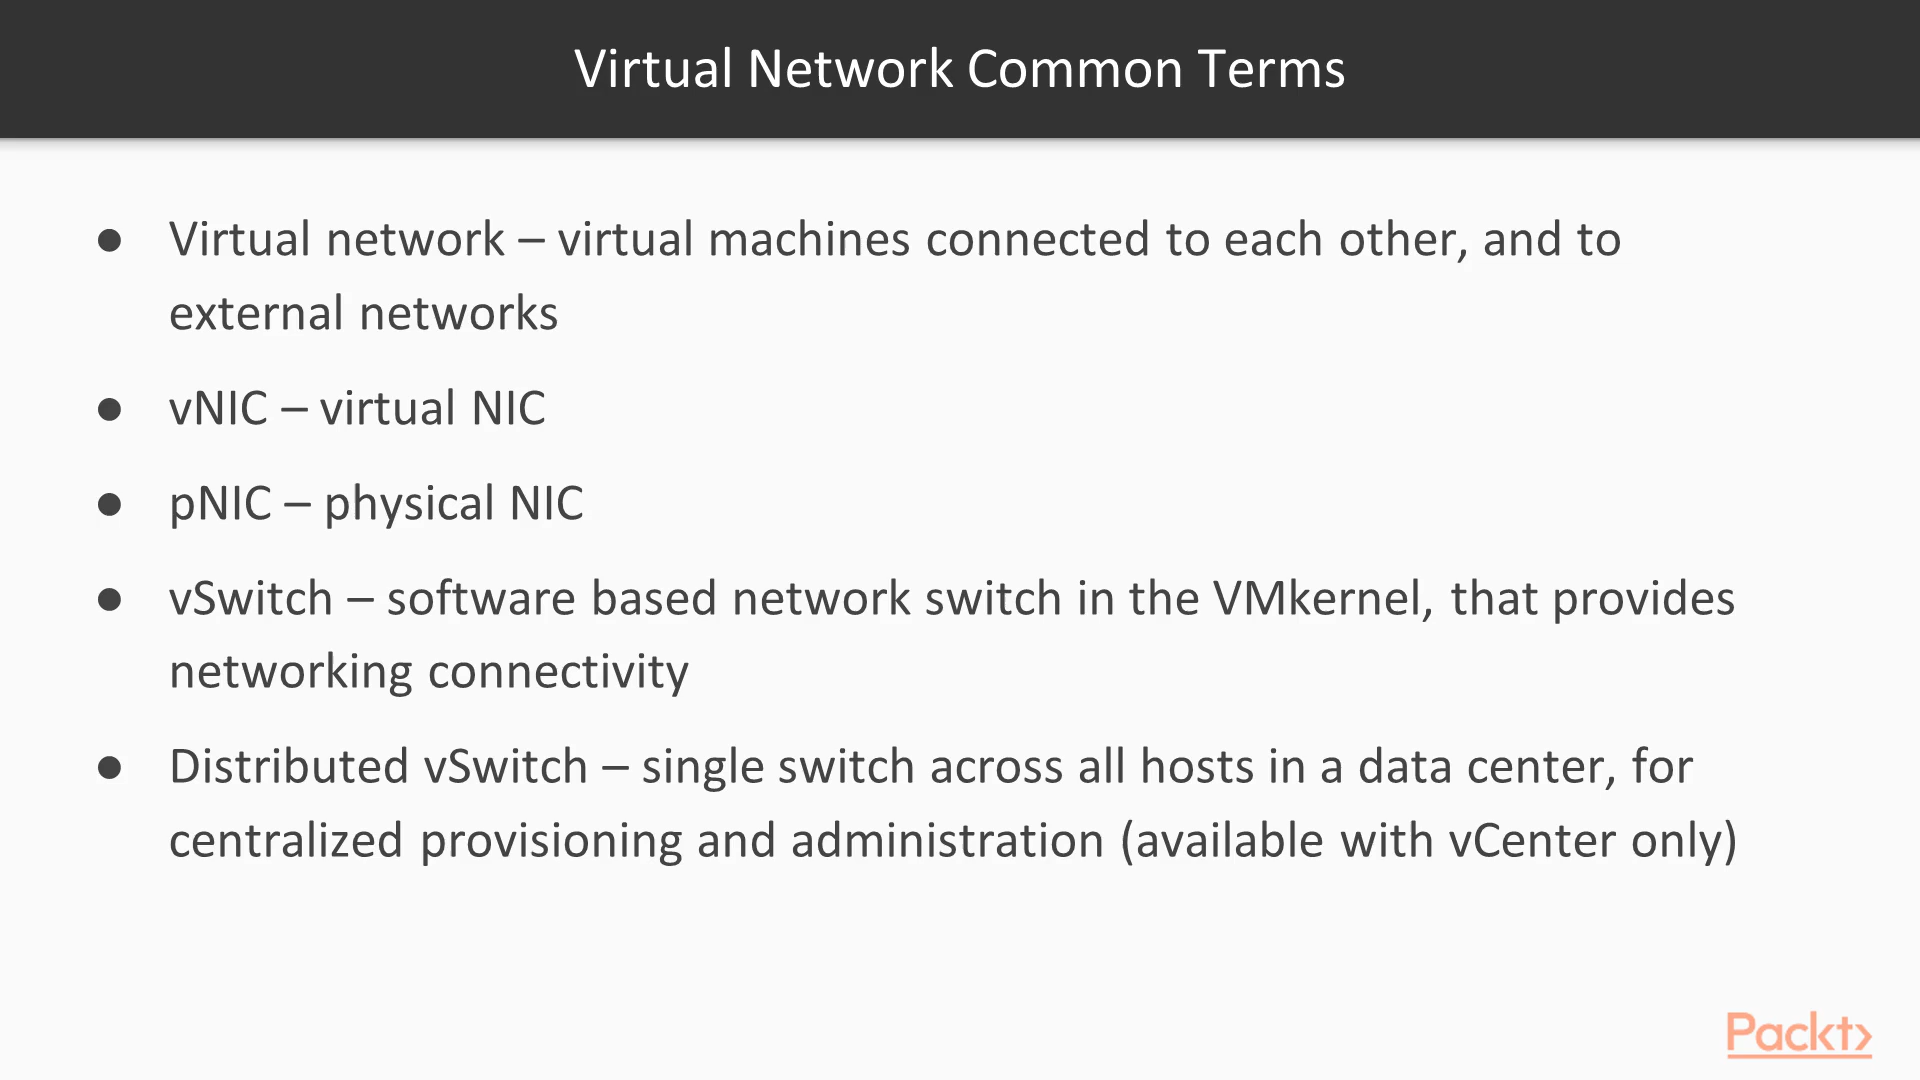 Virtual Network Common Terms
● Virtual network – virtual machines connected to each other, and to
external networks
● vNIC – virtual NIC
● pNIC – physical NIC
● vSwitch – software based network switch in the VMkernel, that provides
networking connectivity
● Distributed vSwitch – single switch across all hosts in a data center, for
centralized provisioning and administration (available with vCenter only)
Packt>